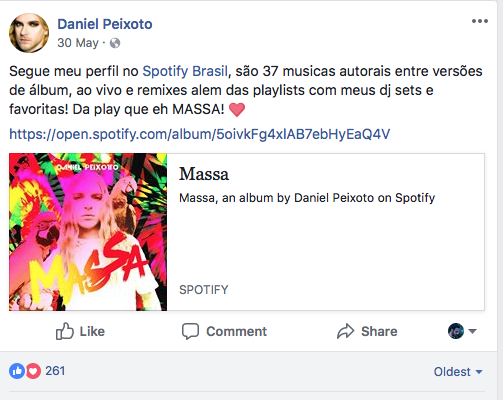 Daniel Peixoto
30 May ·
Segue meu perfil no Spotify Brasil, são 37 musicas autorais entre versões
de álbum, ao vivo e remixes alem das playlists com meus dj sets e
favoritas! Da play que eh MASSA!
https://open.spotify.com/album/5oivkFg4xlAB7ebHyEaQ4V
DANIEL PEIXOTO
MASSA
Massa
Massa, an album by Daniel Peixoto on Spotify
SPOTIFY
Like Comment Share
261 Oldest